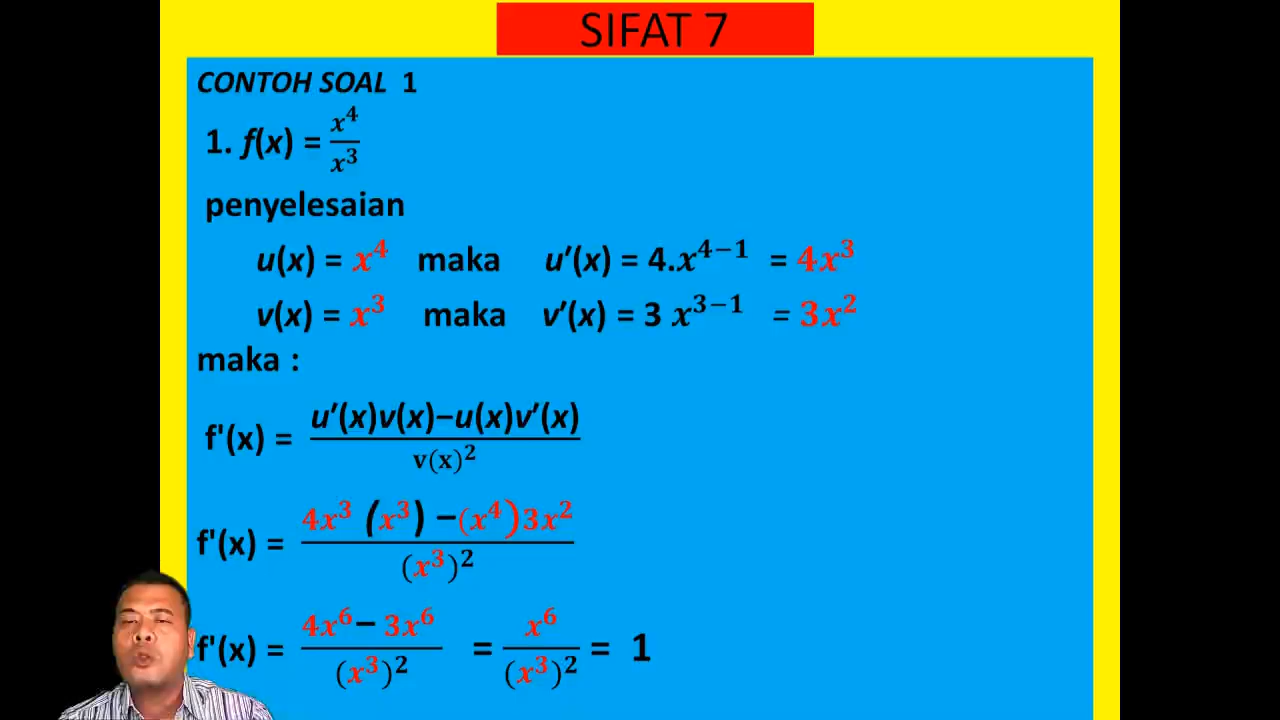 SIFAT 7
CONTOH SOAL 1
1. f(x) = x⁴/x³
penyelesaian
u(x) = x⁴ maka u'(x) = 4.x⁴⁻¹ = 4x³
v(x) = x³ maka v'(x) = 3 x³⁻¹ = 3x²
maka :
f'(x) = u'(x)v(x)−u(x)v'(x)/v(x)²
f'(x) = 4x³ (x³) −(x⁴)3x²/(x³)²
f'(x) = 4x⁶− 3x⁶/(x³)² = x⁶/(x³)² = 1